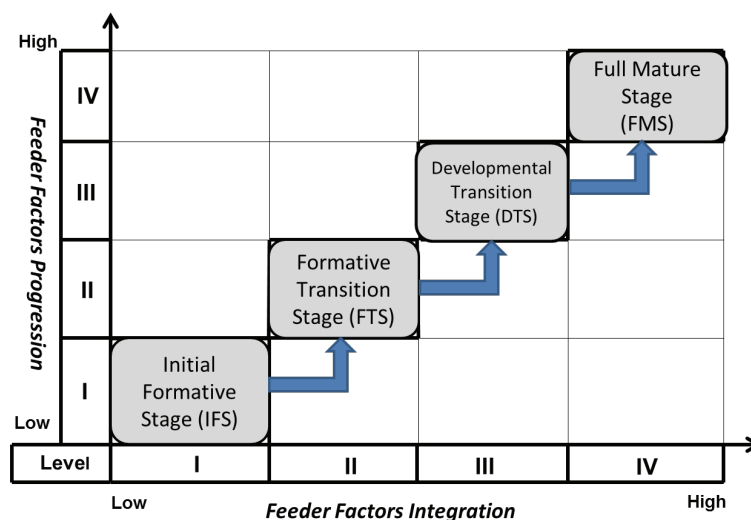 High
IV
Full Mature
Stage
(FMS)
Feeder Factors Progression
III
Developmental
Transition
Stage (DTS)
II
Formative
Transition
Stage (FTS)
I
Initial
Formative
Stage (IFS)
Low
Level
I
II
III
IV
Low
Feeder Factors Integration
High